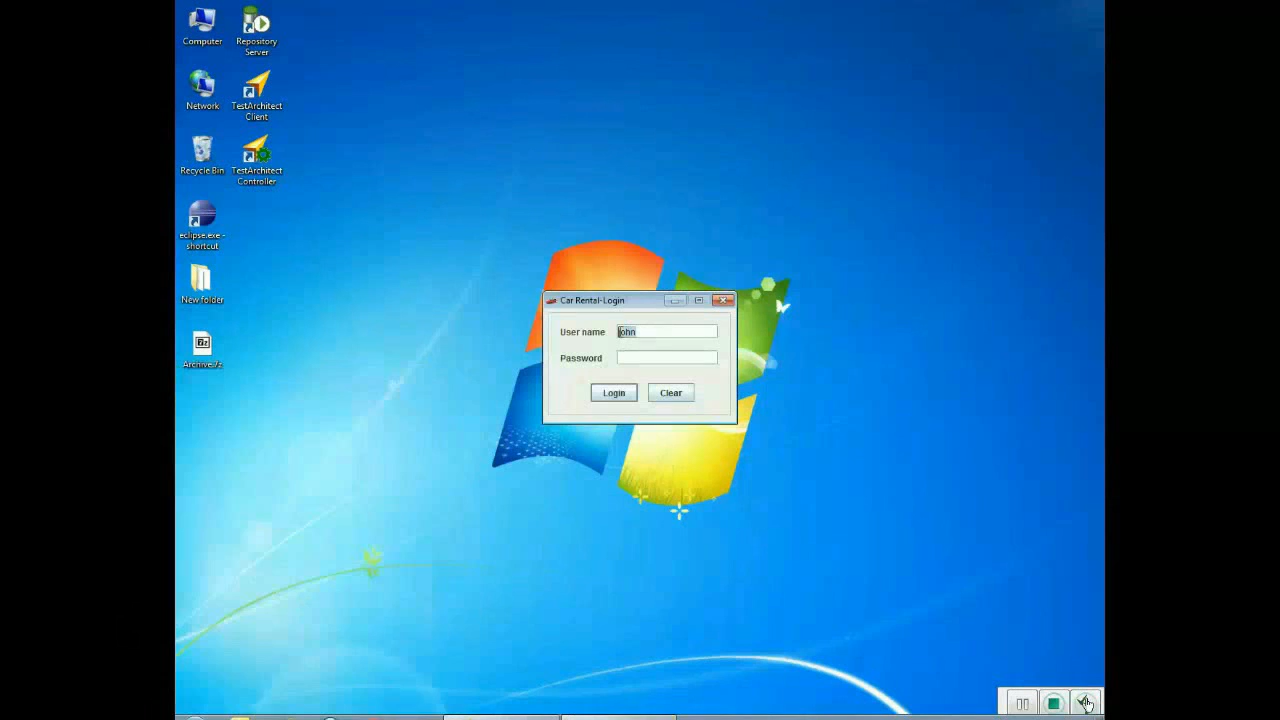 Computer
Repository
Server
Network
TestArchitect
Client
Recycle Bin
TestArchitect
Controller
eclipse.exe -
shortcut
New folder
Archive.7z
Car Rental-Login
User name
john
Password
Login
Clear